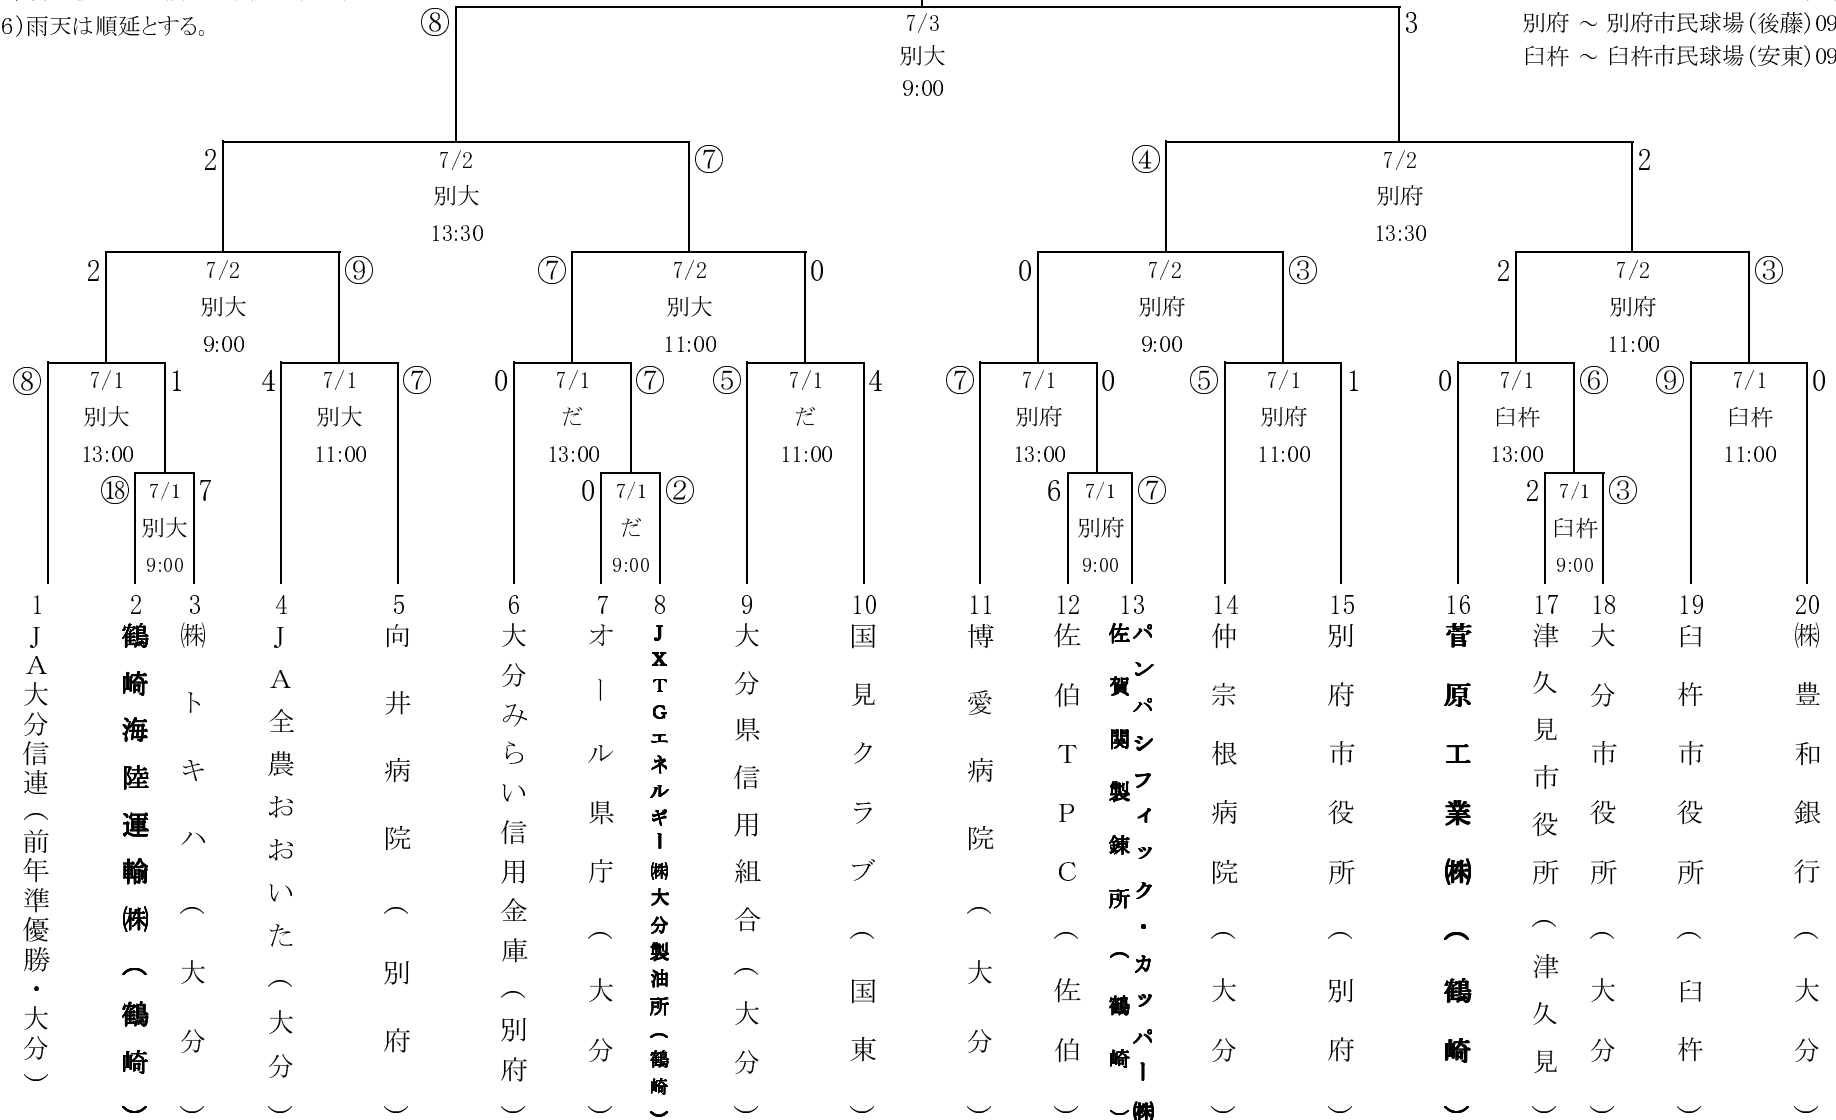 6)雨天は順延とする。
別府 ～ 別府市民球場(後藤)09
臼杵 ～ 臼杵市民球場(安東)09
⑧ 7/3 3
別大
9:00
2 7/2 ⑦ ④ 7/2 2
別大 別府
13:30 13:30
2 7/2 ⑨ ⑦ 7/2 0 0 7/2 ③ 2 7/2 ③
別大 別大 別府 別府
9:00 11:00 9:00 11:00
⑧ 7/1 1 4 7/1 ⑦ 0 7/1 ⑦ ⑤ 7/1 4 ⑦ 7/1 0 ⑤ 7/1 1 0 7/1 ⑥ ⑨ 7/1 0
別大 別大 だ だ 別府 別府 臼杵 臼杵
13:00 11:00 13:00 11:00 13:00 11:00 13:00 11:00
⑱ 7/1 7 0 7/1 ② 6 7/1 ⑦ 2 7/1 ③
別大 だ 別府 臼杵
9:00 9:00 9:00 9:00
1 2 3 4 5 6 7 8 9 10 11 12 13 14 15 16 17 18 19 20
JA大分信連(前年準優勝・大分)
鶴崎海陸運輸㈱(鶴崎)
㈱トキハ(大分)
JA全農おおいた(大分)
向井病院(別府)
大分みらい信用金庫(別府)
オール県庁(大分)
JXTGエネルギー㈱大分製油所(鶴崎)
大分県信用組合(大分)
国見クラブ(国東)
博愛病院(大分)
佐伯TPC(佐伯)
パンパシフィック・カッパー㈱
佐賀関製錬所(鶴崎)
仲宗根病院(大分)
別府市役所(別府)
菅原工業㈱(鶴崎)
津久見市役所(津久見)
大分市役所(大分)
臼杵市役所(臼杵)
㈱豊和銀行(大分)